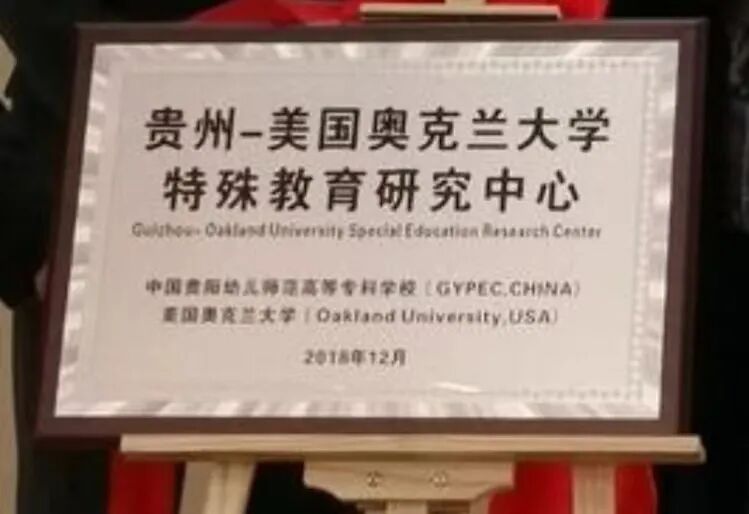 贵州-美国奥克兰大学
特殊教育研究中心
Guizhou- Oakland University Special Education Research Center
中国贵阳幼儿师范高等专科学校（GYPEC,CHINA）
美国奥克兰大学（Oakland University,USA）
2018年12月